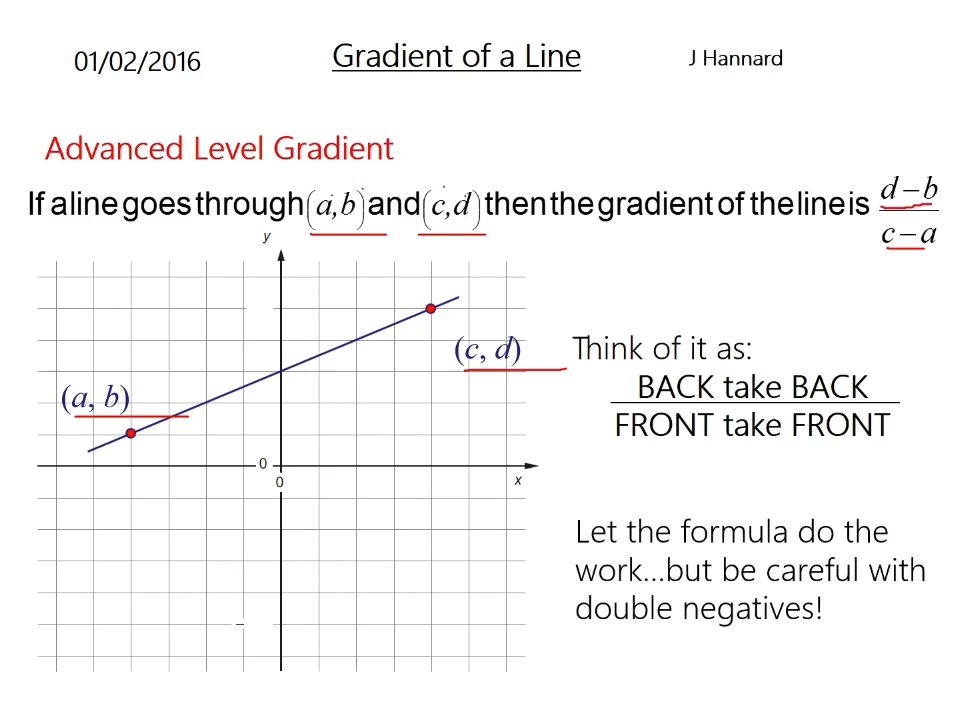 01/02/2016 Gradient of a Line J Hannard
Advanced Level Gradient
If a line goes through (a,b) and (c,d) then the gradient of the line is d − b
c − a
y
(c, d)
(a, b)
0
0
x
Think of it as:
BACK take BACK
FRONT take FRONT
Let the formula do the
work...but be careful with
double negatives!